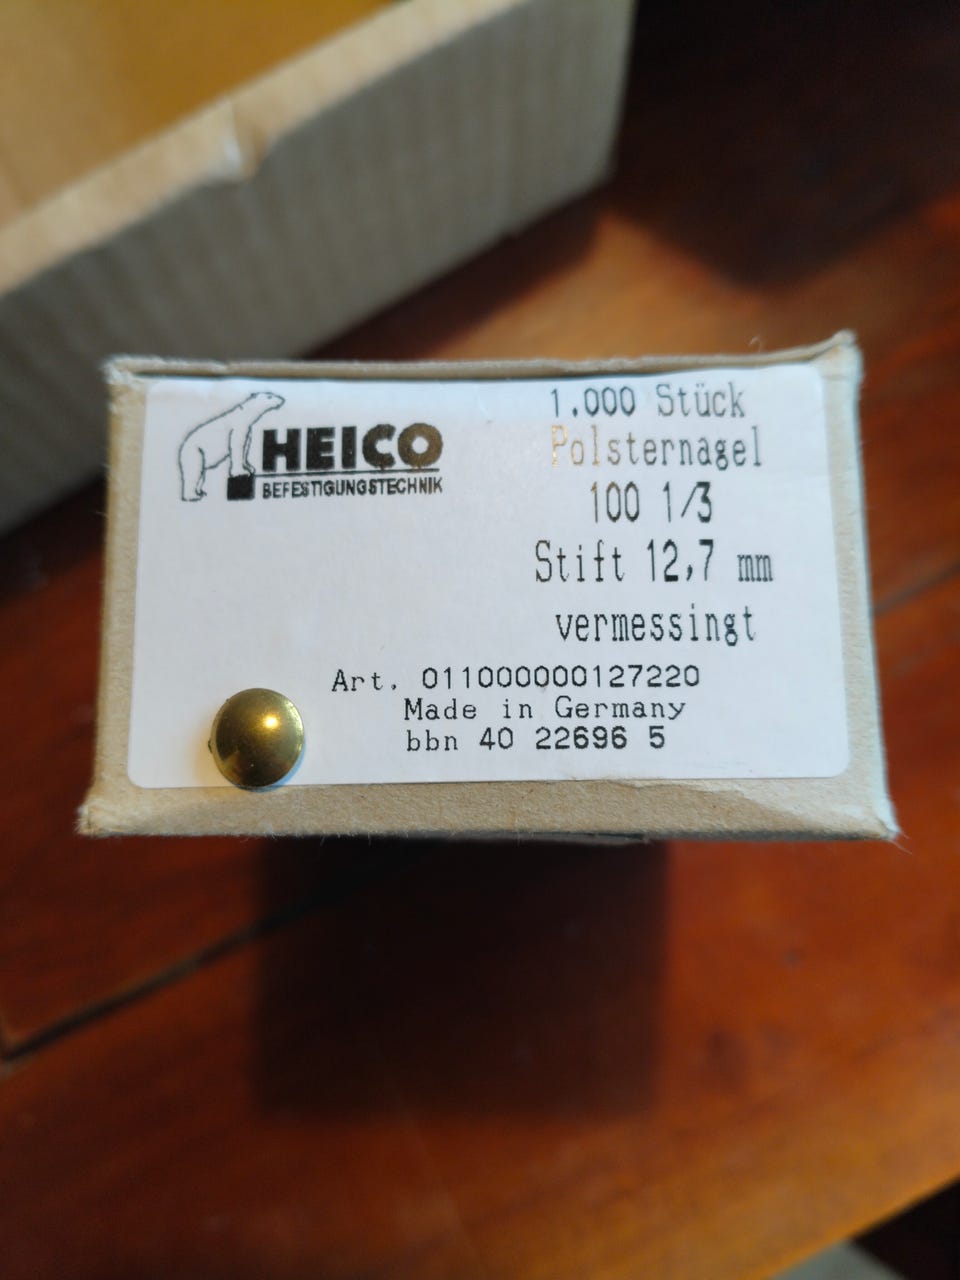 HEICO
BEFESTIGUNGSTECHNIK
1.000 Stück
Polsternagel
100 1/3
Stift 12,7 mm
vermessingt
Art. 011000000127220
Made in Germany
bbn 40 22696 5